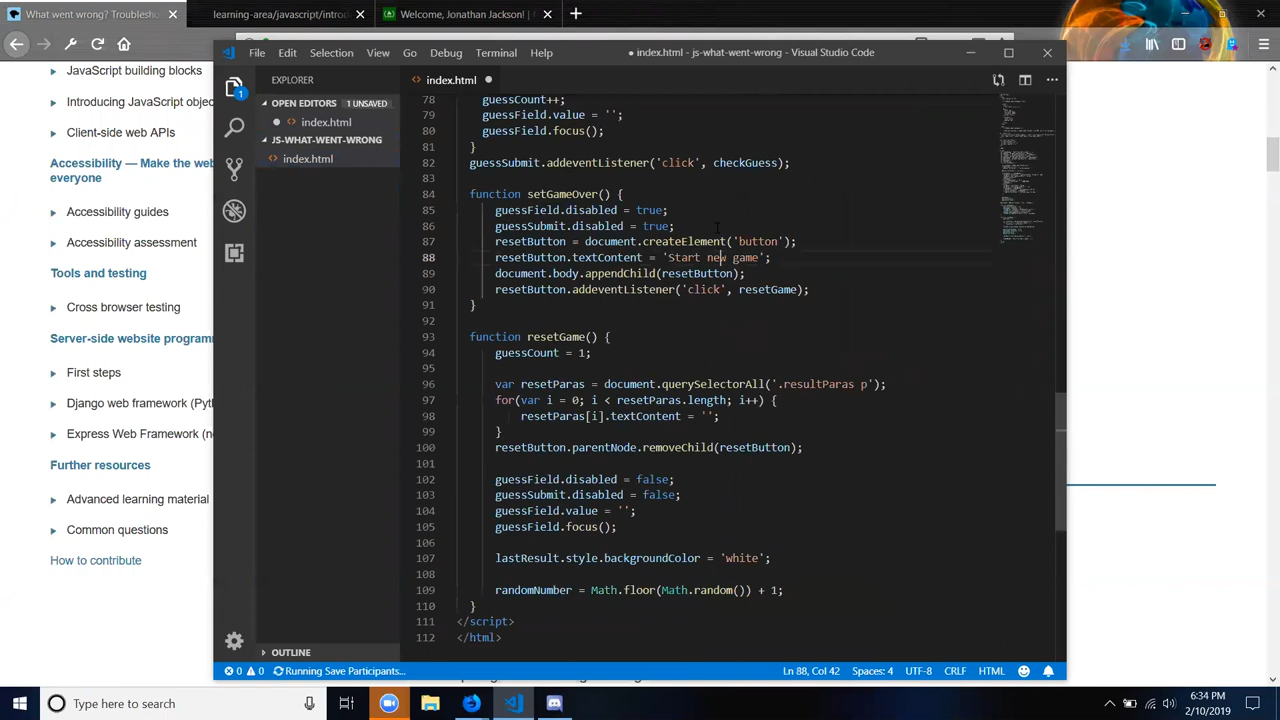 What went wrong? Troublesho
learning-area/javascript/introd
Welcome, Jonathan Jackson! |
File Edit Selection View Go Debug Terminal Help
● index.html - js-what-went-wrong - Visual Studio Code
JavaScript building blocks
Introducing JavaScript objec
Client-side web APIs
Accessibility — Make the web
everyone
Accessibility guides
Accessibility assessment
Tools and testing
Cross browser testing
Server-side website programm
First steps
Django web framework (Pyth
Express Web Framework (no
Further resources
Advanced learning material
Common questions
How to contribute
EXPLORER
OPEN EDITORS 1 UNSAVED
index.html
JS-WHAT-WENT-WRONG
index.html
OUTLINE
1
index.html
78 guessCount++;
79 guessField.value = '';
80 guessField.focus();
81 }
82 guessSubmit.addeventListener('click', checkGuess);
83
84 function setGameOver() {
85 guessField.disabled = true;
86 guessSubmit.disabled = true;
87 resetButton = document.createElement('button');
88 resetButton.textContent = 'Start new game';
89 document.body.appendChild(resetButton);
90 resetButton.addeventListener('click', resetGame);
91 }
92
93 function resetGame() {
94 guessCount = 1;
95
96 var resetParas = document.querySelectorAll('.resultParas p');
97 for(var i = 0; i < resetParas.length; i++) {
98 resetParas[i].textContent = '';
99 }
100 resetButton.parentNode.removeChild(resetButton);
101
102 guessField.disabled = false;
103 guessSubmit.disabled = false;
104 guessField.value = '';
105 guessField.focus();
106
107 lastResult.style.backgroundColor = 'white';
108
109 randomNumber = Math.floor(Math.random()) + 1;
110 }
111 </script>
112 </html>
0 0 Running Save Participants...
Ln 88, Col 42 Spaces: 4 UTF-8 CRLF HTML
Type here to search
6:34 PM
2/10/2019